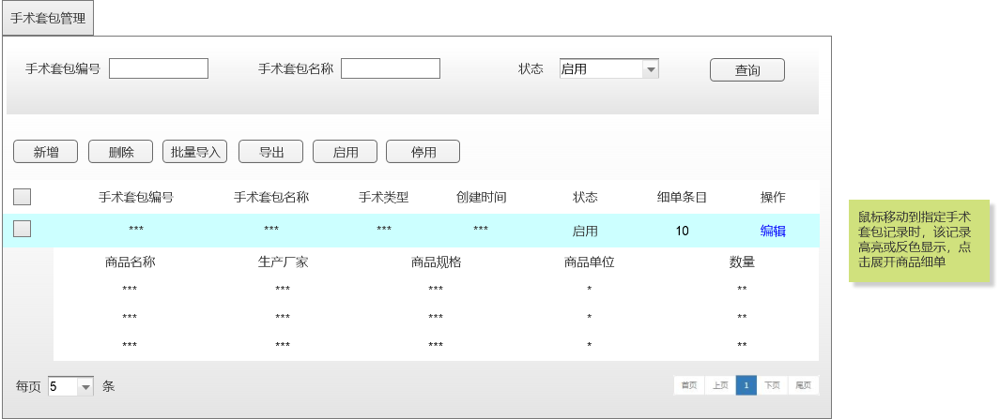 手术套包管理
手术套包编号 手术套包名称 状态 启用 查询
新增 删除 批量导入 导出 启用 停用
手术套包编号 手术套包名称 手术类型 创建时间 状态 细单条目 操作
*** *** *** *** 启用 10 编辑
商品名称 生产厂家 商品规格 商品单位 数量
*** *** *** * **
*** *** *** * **
*** *** *** * **
每页 5 条 首页 上页 1 下页 尾页
鼠标移动到指定手术
套包记录时，该记录
高亮或反色显示，点
击展开商品细单